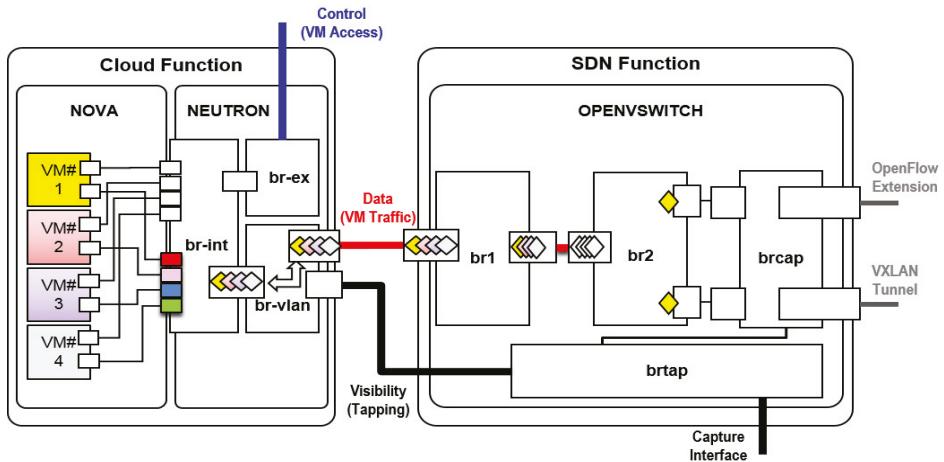 Control
(VM Access)
Cloud Function
SDN Function
NOVA
NEUTRON
OPENVSWITCH
VM#
1
VM#
2
VM#
3
VM#
4
br-ex
br-int
br-vlan
Data
(VM Traffic)
br1
br2
brcap
OpenFlow
Extension
VXLAN
Tunnel
brtap
Visibility
(Tapping)
Capture
Interface